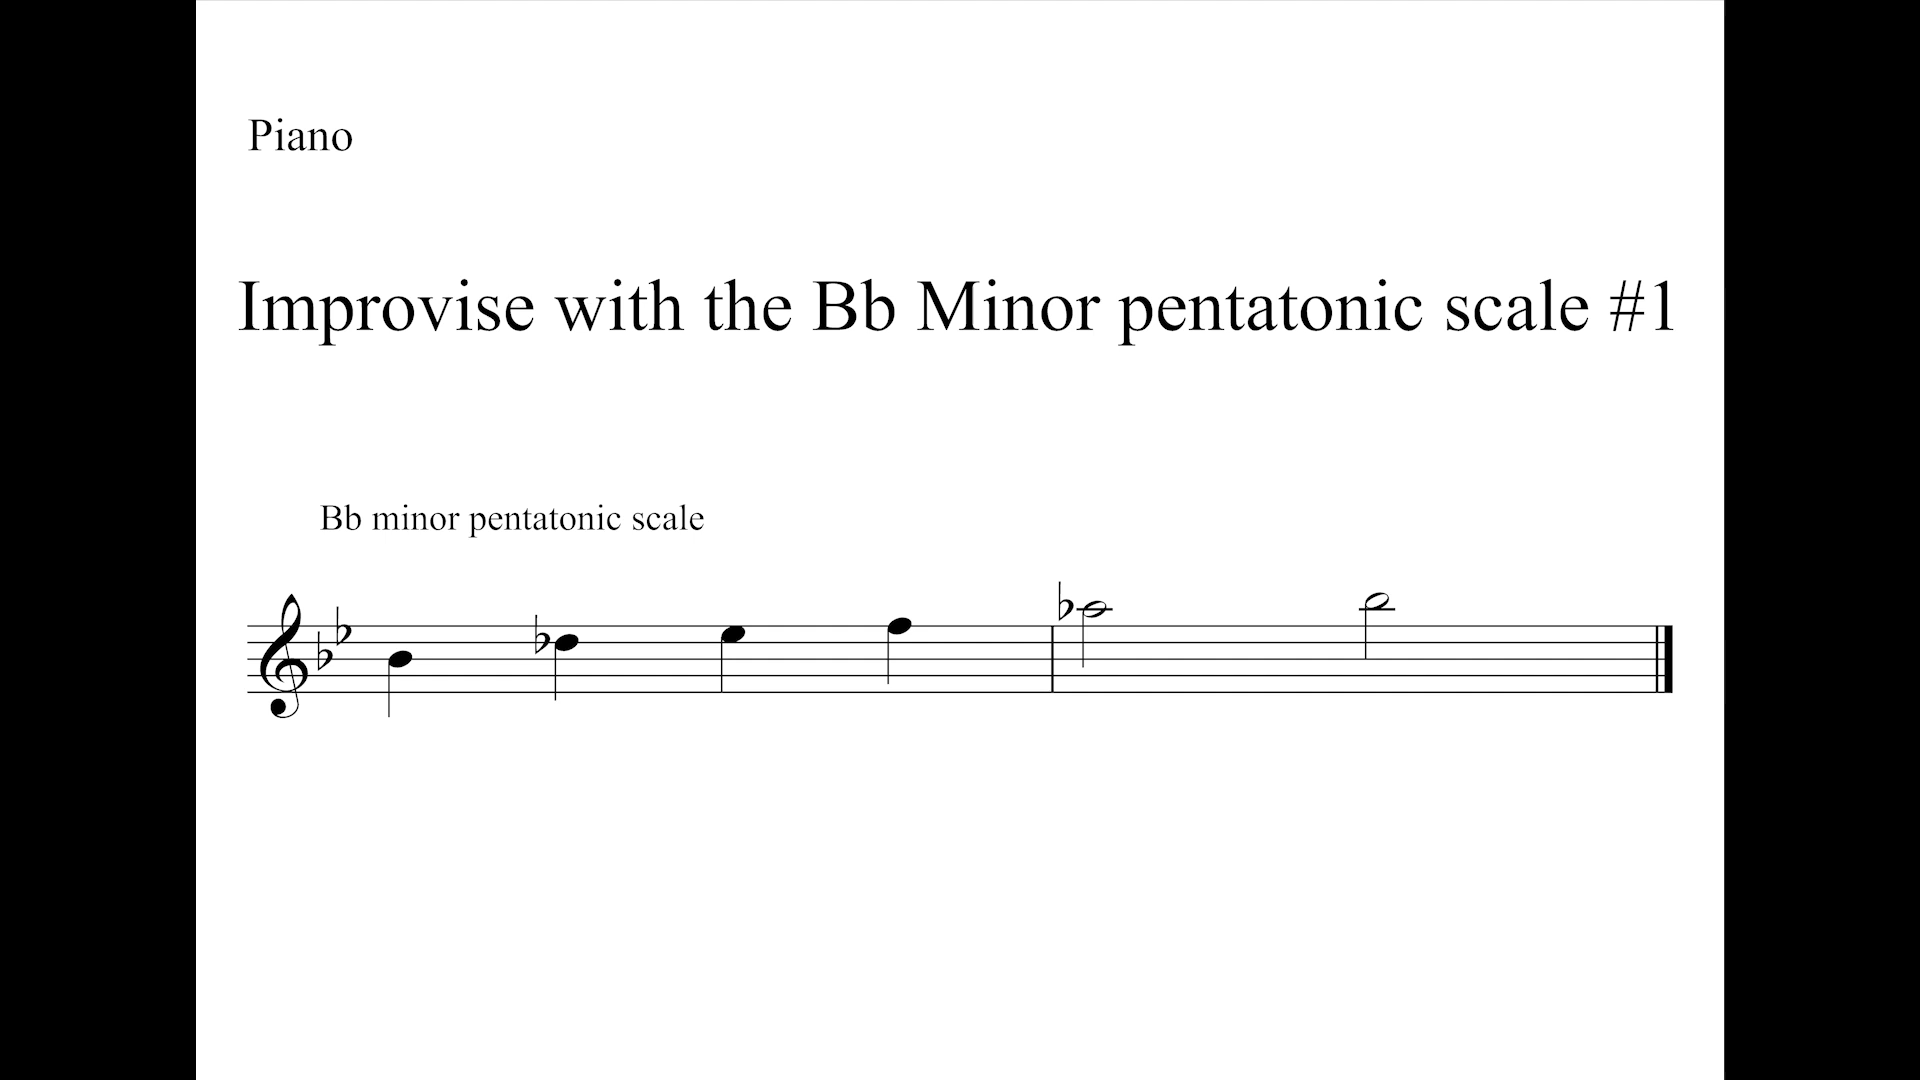 Piano
Improvise with the Bb Minor pentatonic scale #1
Bb minor pentatonic scale